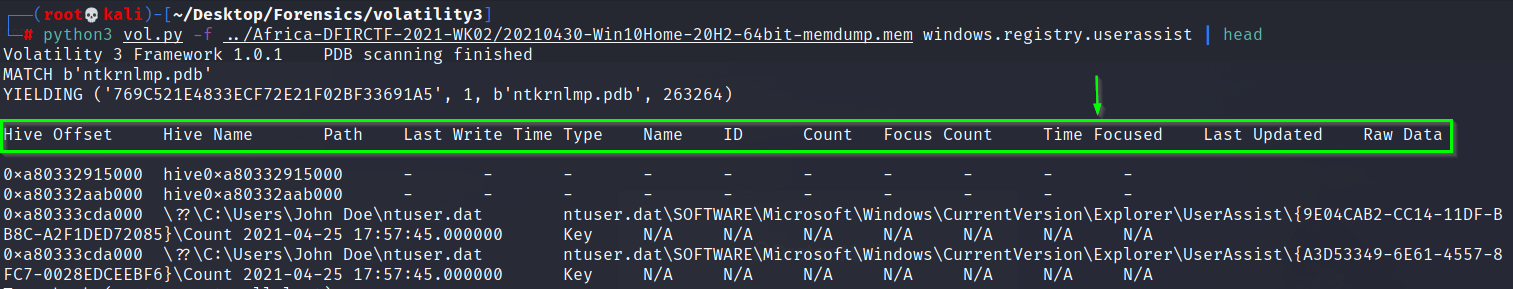 ┌──(root💀kali)-[~/Desktop/Forensics/volatility3]
└─# python3 vol.py -f ../Africa-DFIRCTF-2021-WK02/20210430-Win10Home-20H2-64bit-memdump.mem windows.registry.userassist | head
Volatility 3 Framework 1.0.1    PDB scanning finished
MATCH b'ntkrnlmp.pdb'
YIELDING ('769C521E4833ECF72E21F02BF33691A5', 1, b'ntkrnlmp.pdb', 263264)
Hive Offset     Hive Name       Path    Last Write Time Type    Name    ID      Count   Focus Count     Time Focused    Last Updated    Raw Data
0×a80332915000  hive0×a80332915000      -       -       -       -       -       -       -       -       -       -
0×a80332aab000  hive0×a80332aab000      -       -       -       -       -       -       -       -       -       -
0×a80333cda000  \??\C:\Users\John Doe\ntuser.dat        ntuser.dat\SOFTWARE\Microsoft\Windows\CurrentVersion\Explorer\UserAssist\{9E04CAB2-CC14-11DF-B
B8C-A2F1DED72085}\Count 2021-04-25 17:57:45.000000      Key     N/A     N/A     N/A     N/A     N/A     N/A     N/A
0×a80333cda000  \??\C:\Users\John Doe\ntuser.dat        ntuser.dat\SOFTWARE\Microsoft\Windows\CurrentVersion\Explorer\UserAssist\{A3D53349-6E61-4557-8
FC7-0028EDCEEBF6}\Count 2021-04-25 17:57:45.000000      Key     N/A     N/A     N/A     N/A     N/A     N/A     N/A